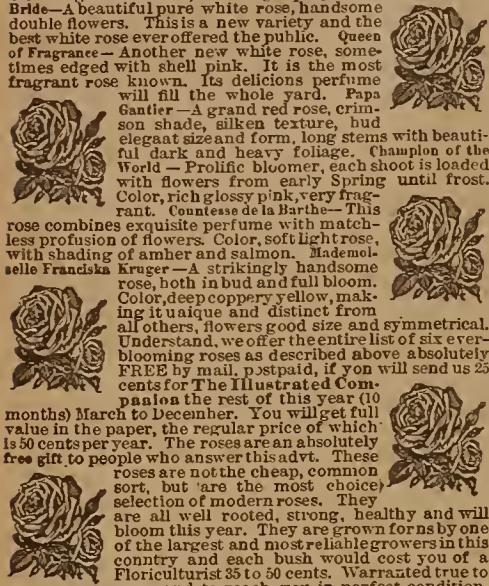 Bride—A beautiful pure white rose, handsome
double flowers. This is a new variety and the
best white rose ever offered the public. Queen
of Fragrance—Another new white rose, some-
times edged with shell pink. It is the most
fragrant rose known. Its delicions perfume
will fill the whole yard. Papa
Gantier—A grand red rose, crim-
son shade, silken texture, bud
elegaat size and form, long stems with beauti-
ful dark and heavy foliage. Champion of the
World—Prolific bloomer, each shoot is loaded
with flowers from early Spring until frost.
Color, rich glossy pink, very frag-
rant. Countesse de la Barthe—This
rose combines exquisite perfume with match-
less profusion of flowers. Color, soft light rose,
with shading of amher and salmon. Mademoi-
selle Franciska Kruger—A strikingly handsome
rose, both in bud and full bloom.
Color, deep coppery yellow, mak-
ing it uaique and distinct from
all others, flowers good size and symmetrical.
Understand, we offer the entire list of six ever-
blooming roses as described above absolutely
FREE by mail. postpaid, if yon will send us 25
cents for The Illustrated Com-
panion the rest of this year (10
months) March to December. You will get full
value in the paper, the regular price of which
is 50 cents per year. The roses are an absolutely
free gift to people who answer this advt. These
roses are not the cheap, common
sort, but are the most choice
selection of modern roses. They
are all well rooted, strong, healthy and will
bloom this year. They are grown for ns by one
of the largest and most reliable growers in this
conntry and each bush would cost you of a
Floriculturist 35 to 50 cents. Warranted true to